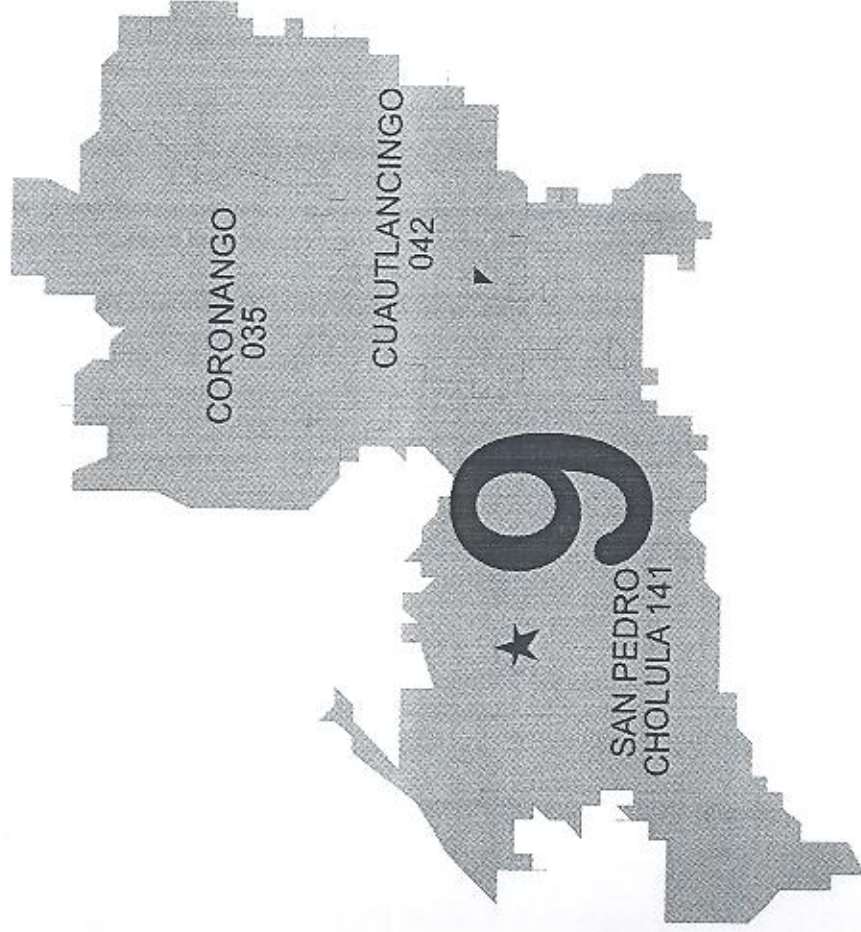 CORONANGO
035
CUAUTLANCINGO
042
9
SAN PEDRO
CHOLULA 141